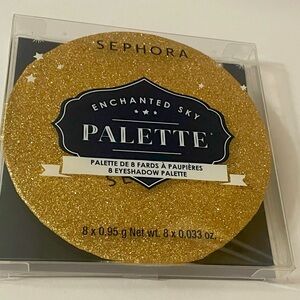 SEPHORA
ENCHANTED SKY
PALETTE
PALETTE DE 8 FARDS À PAUPIÈRES
8 EYESHADOW PALETTE
8 x 0.95 g Net wt. 8 x 0.033 oz.